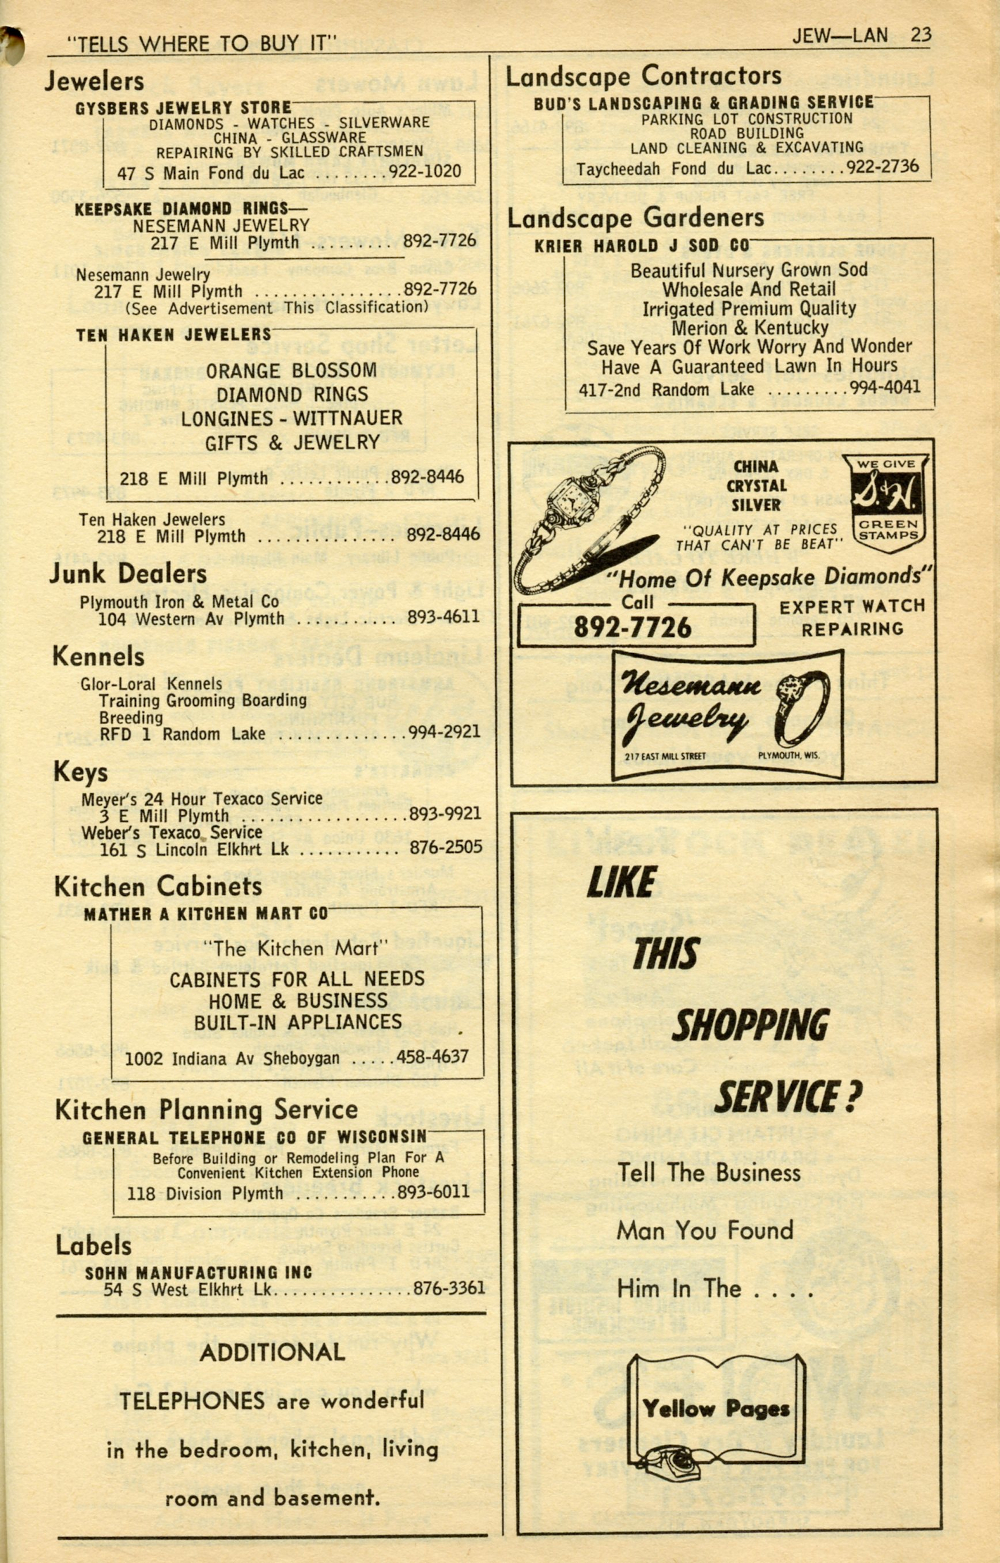 "TELLS WHERE TO BUY IT"
JEW—LAN 23
Jewelers
GYSBERS JEWELRY STORE
DIAMONDS - WATCHES - SILVERWARE
CHINA - GLASSWARE
REPAIRING BY SKILLED CRAFTSMEN
47 S Main Fond du Lac........922-1020
KEEPSAKE DIAMOND RINGS—
NESEMANN JEWELRY
217 E Mill Plymth .......... 892-7726
Nesemann Jewelry
217 E Mill Plymth ................892-7726
(See Advertisement This Classification)
TEN HAKEN JEWELERS
ORANGE BLOSSOM
DIAMOND RINGS
LONGINES - WITTNAUER
GIFTS & JEWELRY
218 E Mill Plymth ............892-8446
Ten Haken Jewelers
218 E Mill Plymth ................ 892-8446
Junk Dealers
Plymouth Iron & Metal Co
104 Western Av Plymth ........... 893-4611
Kennels
Glor-Loral Kennels
Training Grooming Boarding
Breeding
RFD 1 Random Lake ..............994-2921
Keys
Meyer's 24 Hour Texaco Service
3 E Mill Plymth ..................893-9921
Weber's Texaco Service
161 S Lincoln Elkhrt Lk ........... 876-2505
Kitchen Cabinets
MATHER A KITCHEN MART CO
"The Kitchen Mart"
CABINETS FOR ALL NEEDS
HOME & BUSINESS
BUILT-IN APPLIANCES
1002 Indiana Av Sheboygan .....458-4637
Kitchen Planning Service
GENERAL TELEPHONE CO OF WISCONSIN
Before Building or Remodeling Plan For A
Convenient Kitchen Extension Phone
118 Division Plymth ...........893-6011
Labels
SOHN MANUFACTURING INC
54 S West Elkhrt Lk...............876-3361
ADDITIONAL
TELEPHONES are wonderful
in the bedroom, kitchen, living
room and basement.
Landscape Contractors
BUD'S LANDSCAPING & GRADING SERVICE
PARKING LOT CONSTRUCTION
ROAD BUILDING
LAND CLEANING & EXCAVATING
Taycheedah Fond du Lac........922-2736
Landscape Gardeners
KRIER HAROLD J SOD CO
Beautiful Nursery Grown Sod
Wholesale And Retail
Irrigated Premium Quality
Merion & Kentucky
Save Years Of Work Worry And Wonder
Have A Guaranteed Lawn In Hours
417-2nd Random Lake .........994-4041
CHINA
CRYSTAL
SILVER
WE GIVE
S&H
GREEN
STAMPS
"QUALITY AT PRICES
THAT CAN'T BE BEAT"
"Home Of Keepsake Diamonds"
Call
892-7726
EXPERT WATCH
REPAIRING
Nesemann
Jewelry
217 EAST MILL STREET PLYMOUTH, WIS.
LIKE
THIS
SHOPPING
SERVICE?
Tell The Business
Man You Found
Him In The . . . .
Yellow Pages